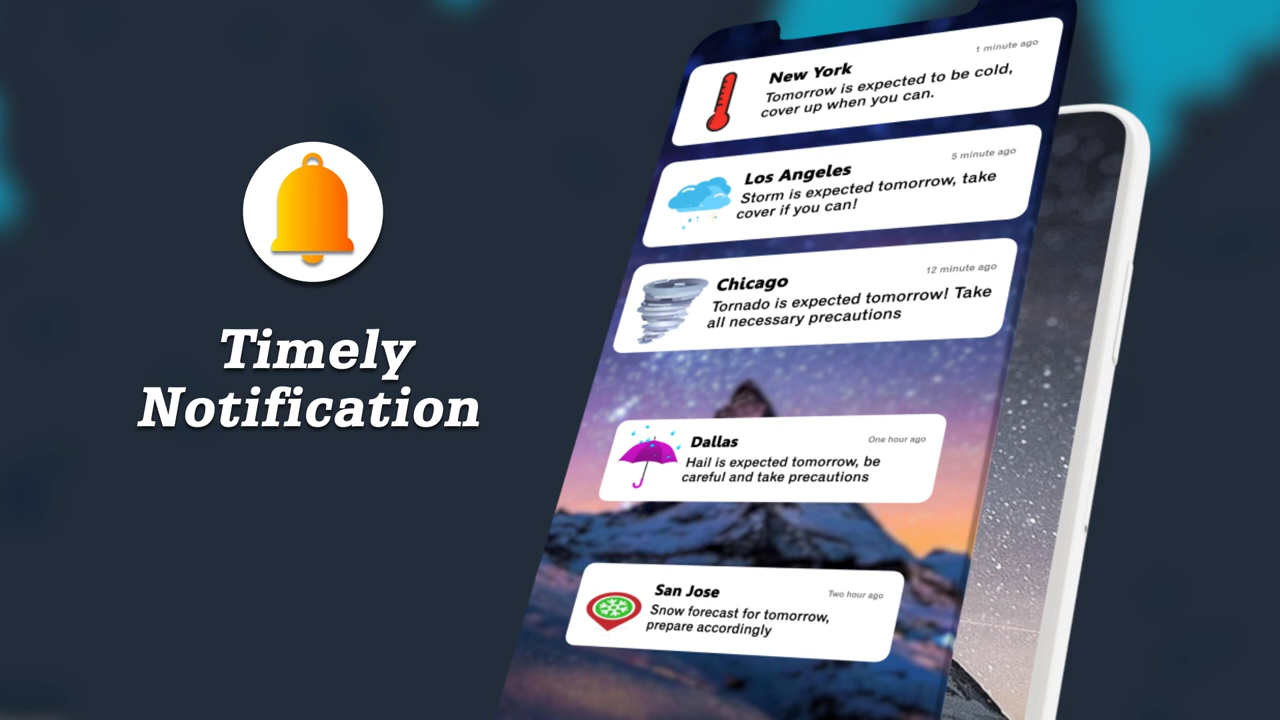 Timely
Notification
1 minute ago
New York
Tomorrow is expected to be cold,
cover up when you can.
5 minute ago
Los Angeles
Storm is expected tomorrow, take
cover if you can!
12 minute ago
Chicago
Tornado is expected tomorrow! Take
all necessary precautions
Dallas
One hour ago
Hail is expected tomorrow, be
careful and take precautions
San Jose
Two hour ago
Snow forecast for tomorrow,
prepare accordingly